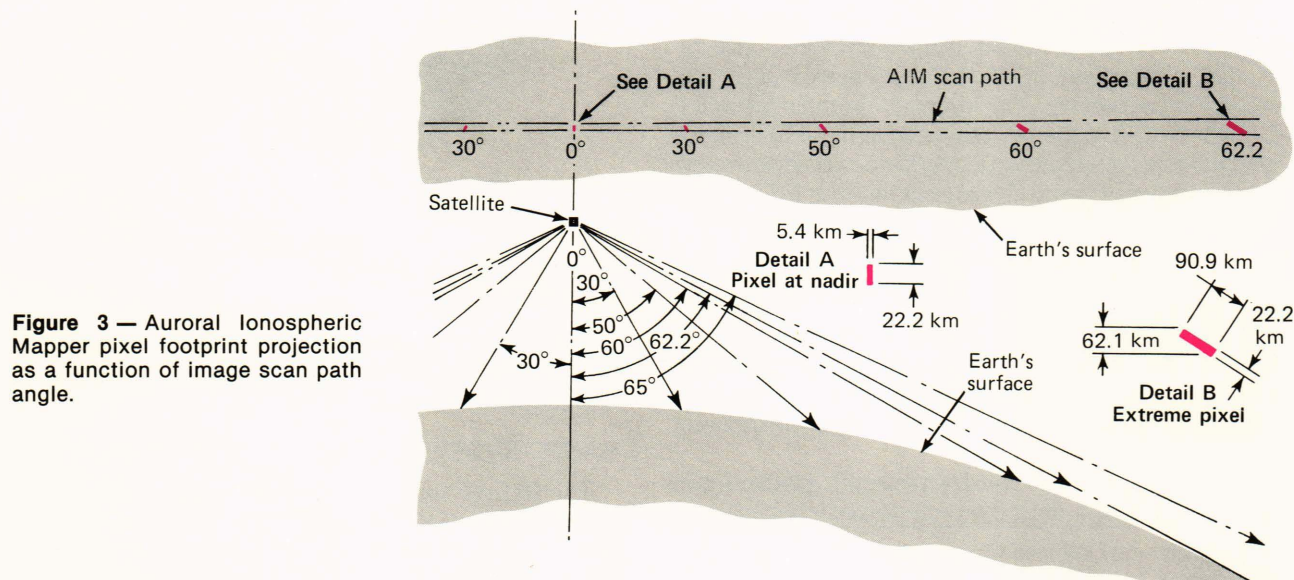 See Detail A
AIM scan path
See Detail B
30°
0°
30°
50°
60°
62.2
Satellite
Earth's surface
0°
30°
50°
60°
62.2°
65°
30°
5.4 km
Detail A
Pixel at nadir
22.2 km
Earth's
surface
90.9 km
22.2
km
62.1 km
Detail B
Extreme pixel
Figure 3 — Auroral Ionospheric
Mapper pixel footprint projection
as a function of image scan path
angle.